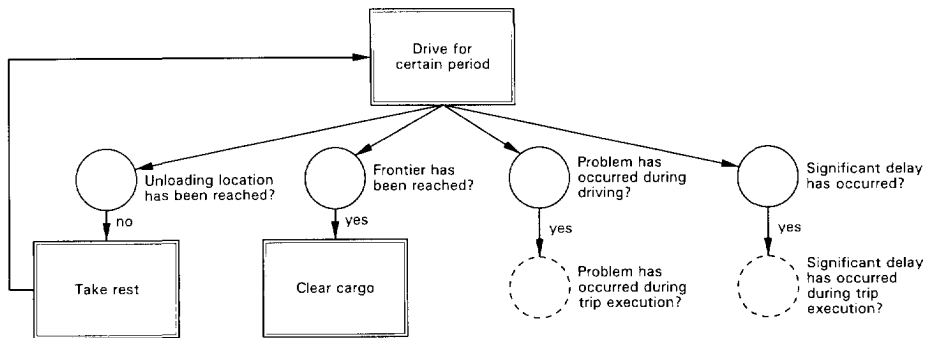 Drive for
certain period
Unloading location
has been reached?
Frontier has
been reached?
Problem has
occurred during
driving?
Significant delay
has occurred?
no
yes
yes
yes
Take rest
Clear cargo
Problem has
occurred during
trip execution?
Significant delay
has occurred
during trip
execution?